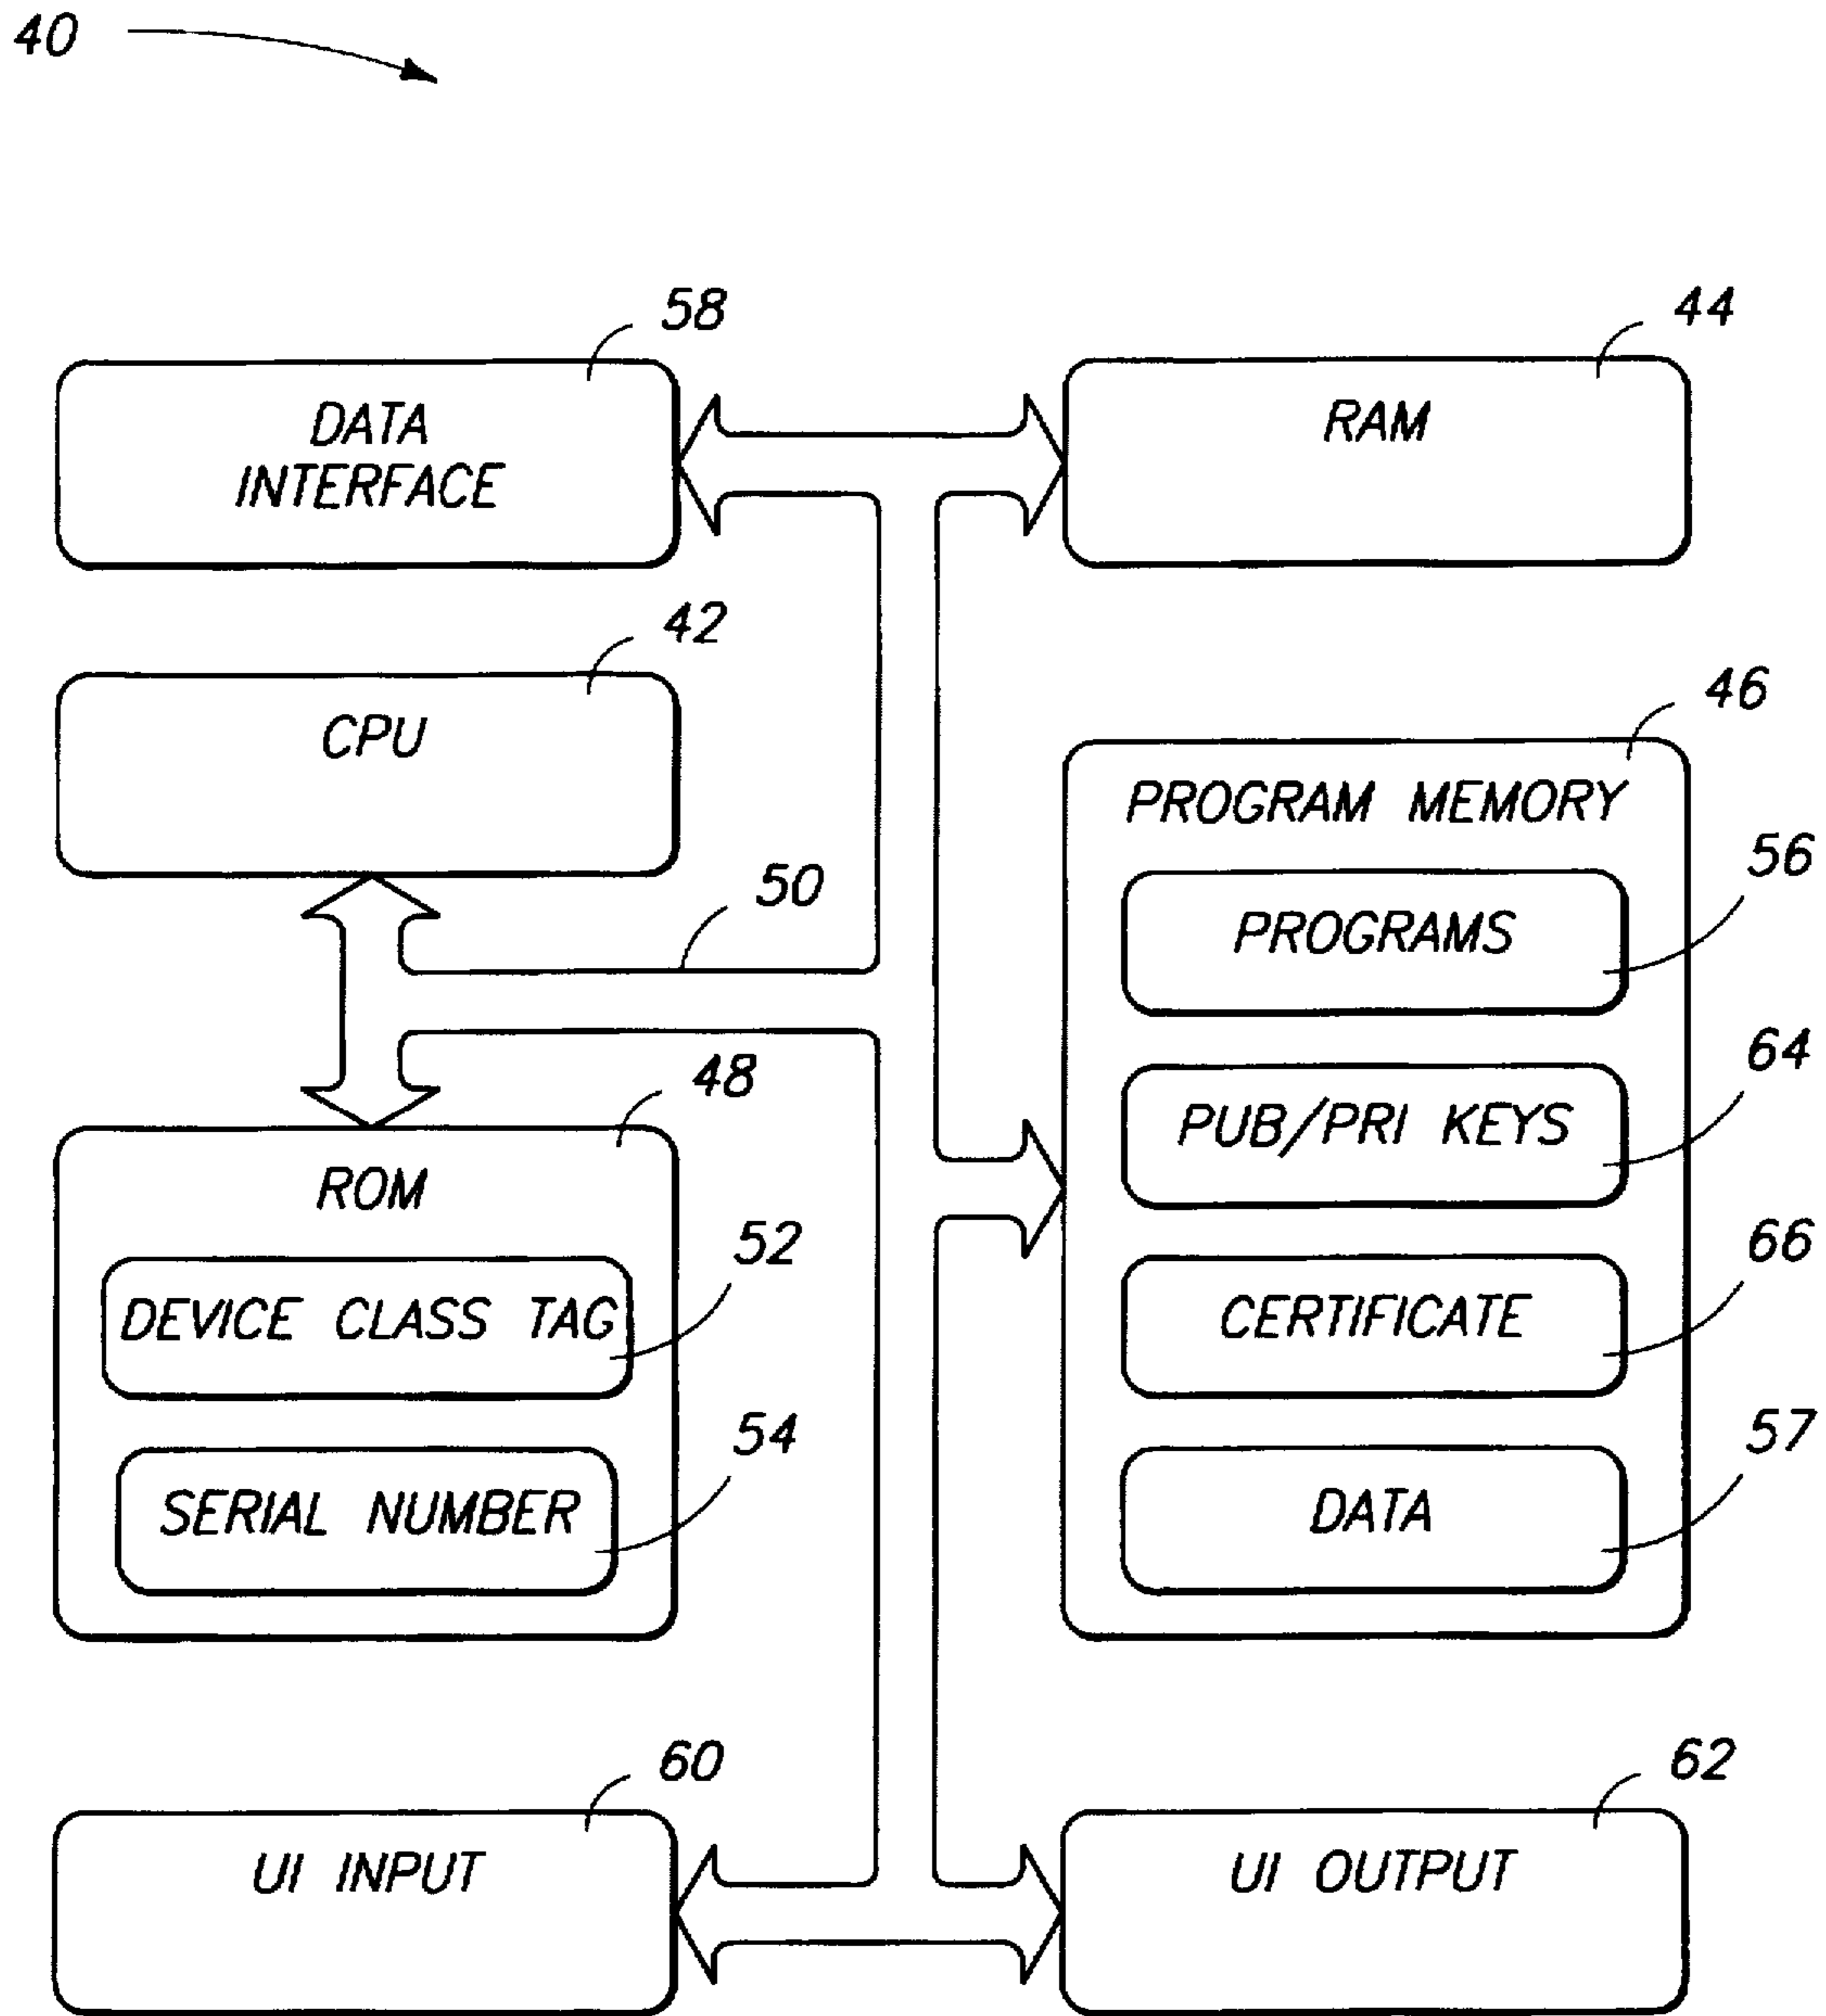 40
58
DATA
INTERFACE
44
RAM
42
CPU
46
PROGRAM MEMORY
50
56
PROGRAMS
48
ROM
64
PUB/PRI KEYS
52
DEVICE CLASS TAG
66
CERTIFICATE
54
SERIAL NUMBER
57
DATA
60
UI INPUT
62
UI OUTPUT